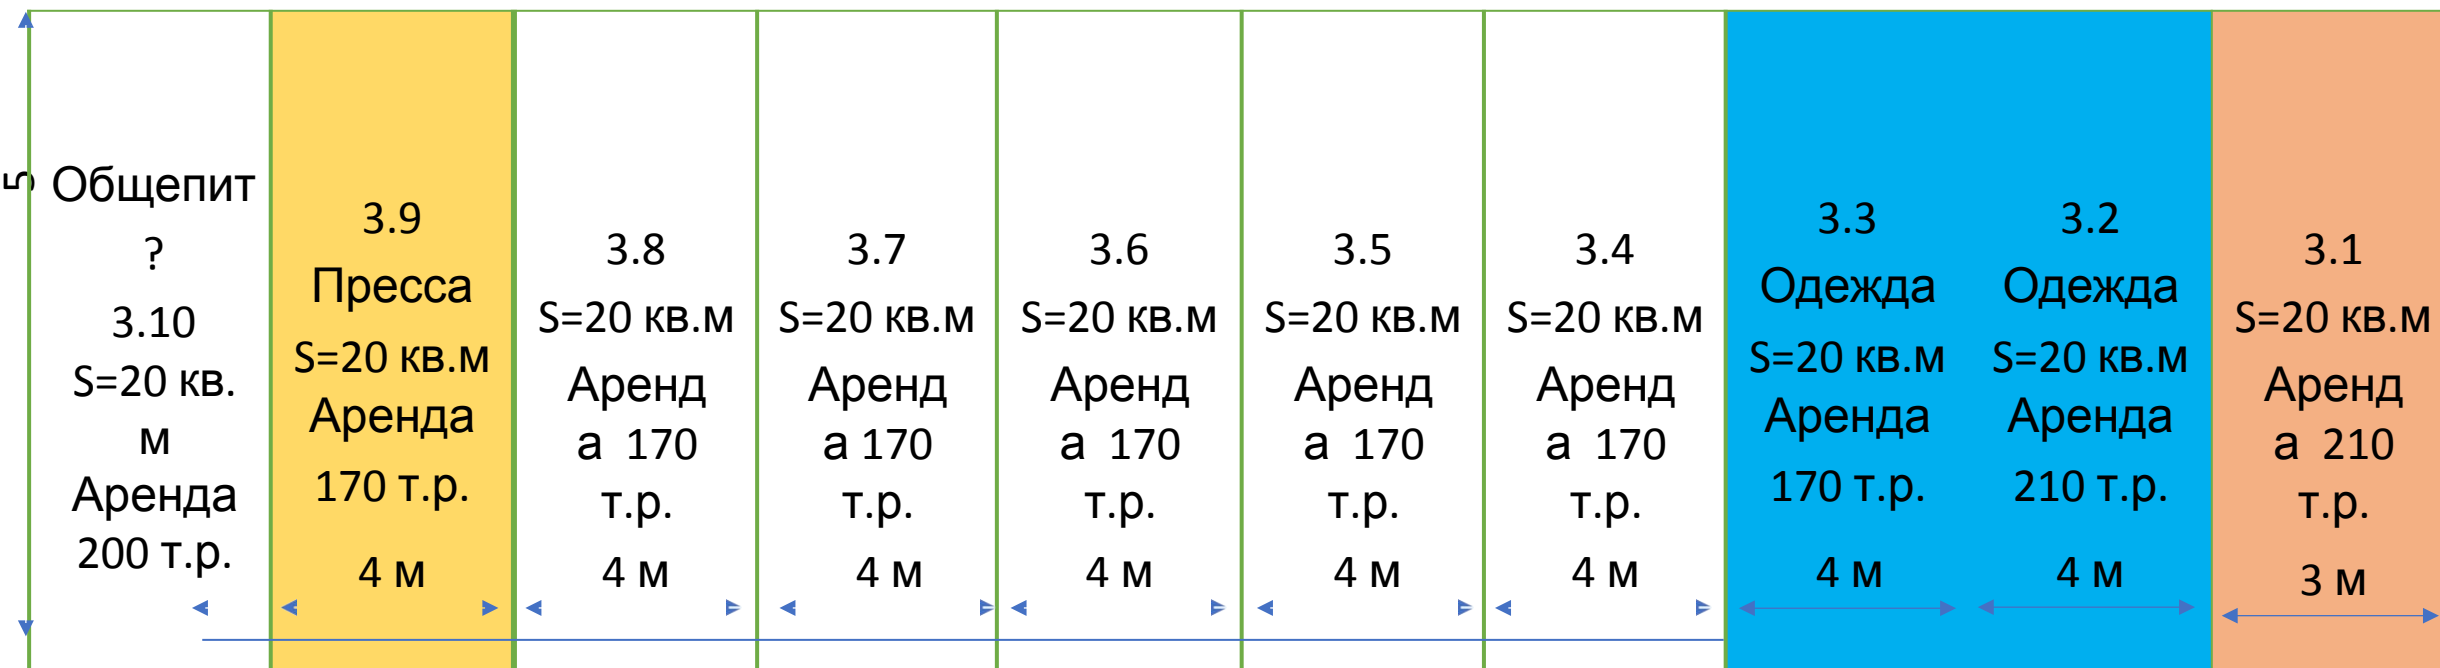 5
Общепит
?
3.10
S=20 кв.
м
Аренда
200 т.р.
3.9
Пресса
S=20 кв.м
Аренда
170 т.р.
4 м
3.8
S=20 кв.м
Аренд
а 170
т.р.
4 м
3.7
S=20 кв.м
Аренд
а 170
т.р.
4 м
3.6
S=20 кв.м
Аренд
а 170
т.р.
4 м
3.5
S=20 кв.м
Аренд
а 170
т.р.
4 м
3.4
S=20 кв.м
Аренд
а 170
т.р.
4 м
3.3
Одежда
S=20 кв.м
Аренда
170 т.р.
4 м
3.2
Одежда
S=20 кв.м
Аренда
210 т.р.
4 м
3.1
S=20 кв.м
Аренд
а 210
т.р.
3 м